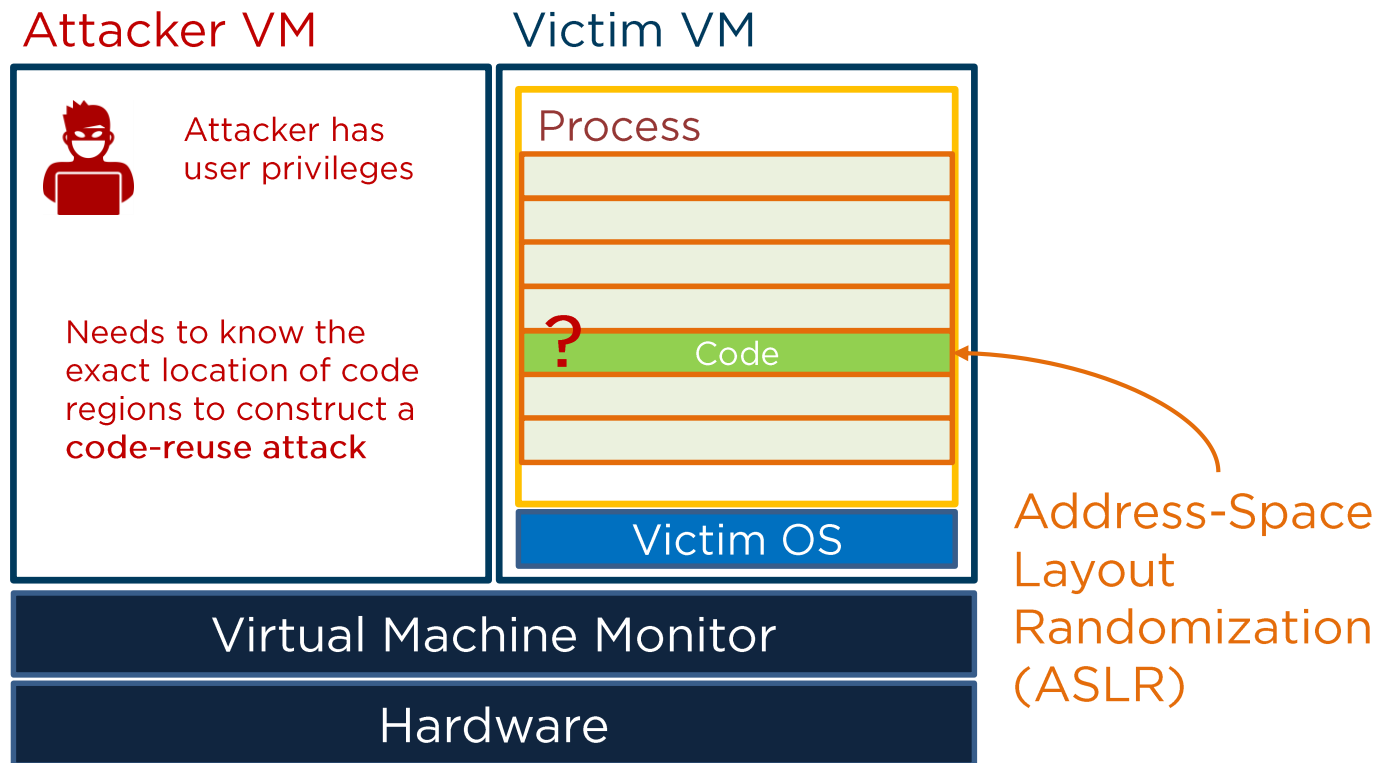 Attacker VM
Victim VM
Attacker has
user privileges
Needs to know the
exact location of code
regions to construct a
code-reuse attack
Process
?
Code
Victim OS
Address-Space
Layout
Randomization
(ASLR)
Virtual Machine Monitor
Hardware